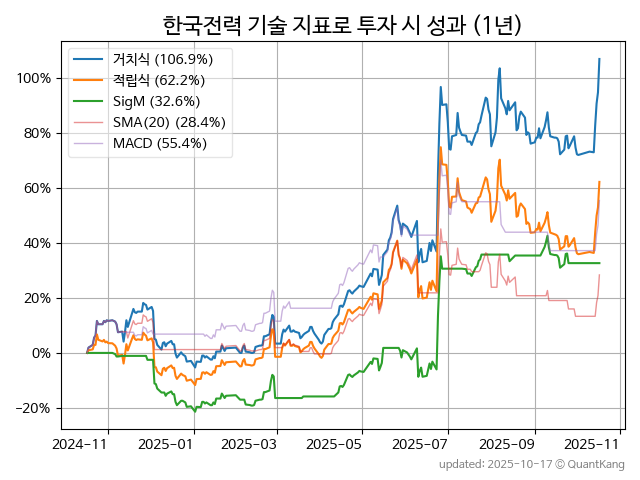 한국전력 기술 지표로 투자 시 성과 (1년)
거치식 (106.9%)
적립식 (62.2%)
SigM (32.6%)
SMA(20) (28.4%)
MACD (55.4%)
100%
80%
60%
40%
20%
0%
−20%
2024-11 2025-01 2025-03 2025-05 2025-07 2025-09 2025-11
updated: 2025-10-17 © QuantKang